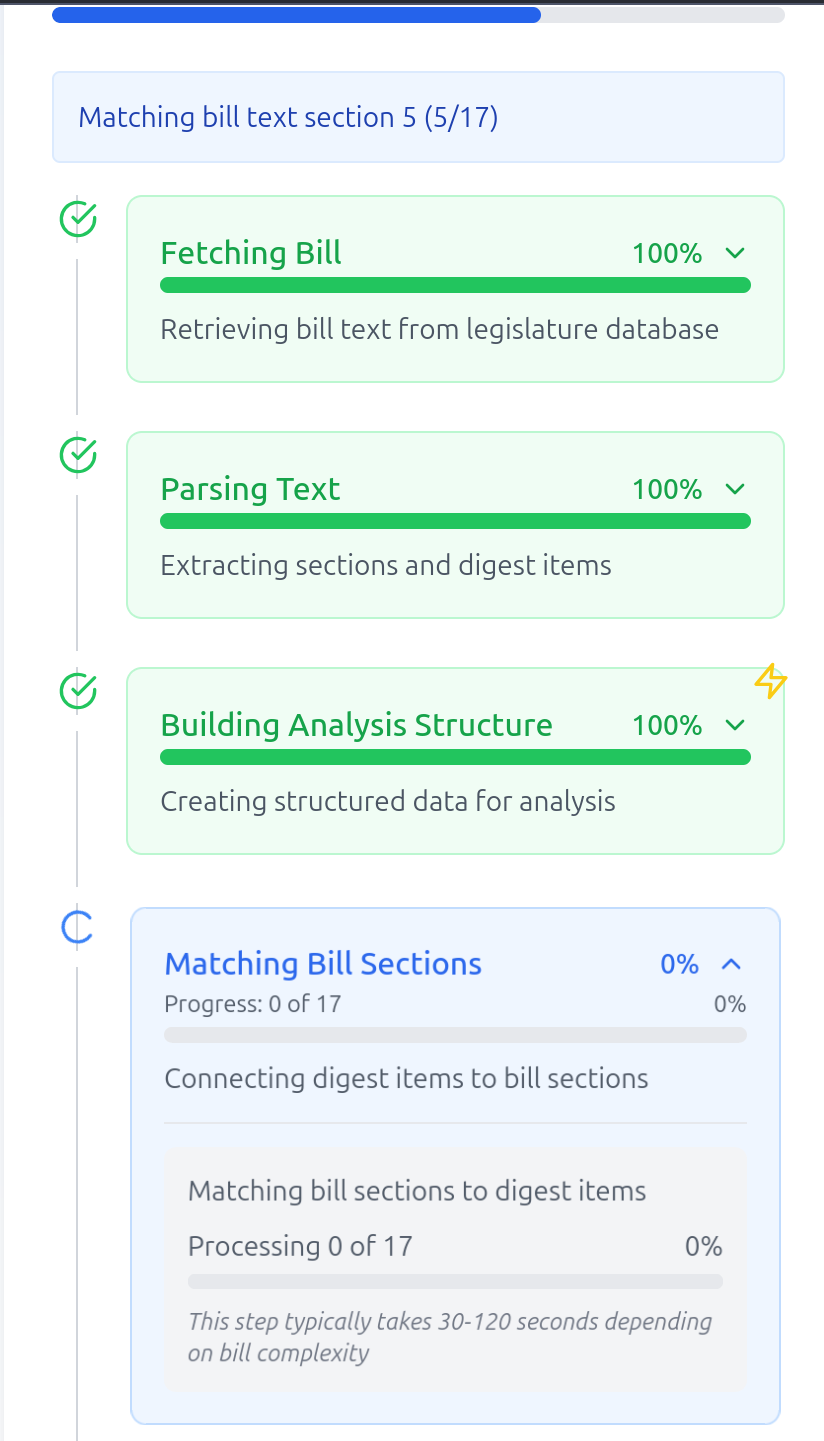 Matching bill text section 5 (5/17)
Fetching Bill 100%
Retrieving bill text from legislature database
Parsing Text 100%
Extracting sections and digest items
Building Analysis Structure 100%
Creating structured data for analysis
Matching Bill Sections 0%
Progress: 0 of 17 0%
Connecting digest items to bill sections
Matching bill sections to digest items
Processing 0 of 17 0%
This step typically takes 30-120 seconds depending
on bill complexity